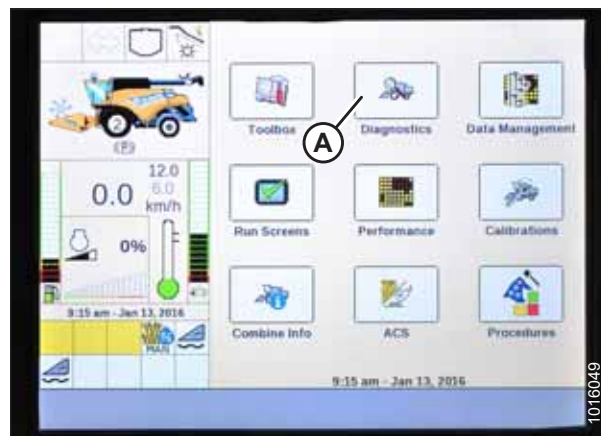 2
(P)
12.0
6.0
km/h
0.0
0%
9:15 am - Jan 13, 2016
MAN
Toolbox
Diagnostics
Data Management
A
Run Screens
Performance
Calibrations
Combine Info
ACS
Procedures
9:15 am - Jan 13, 2016
1016049